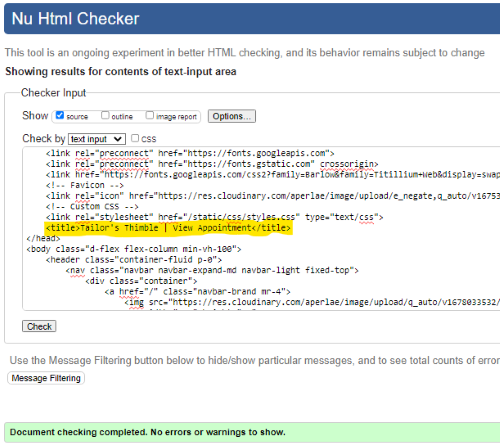 Nu Html Checker
This tool is an ongoing experiment in better HTML checking, and its behavior remains subject to change
Showing results for contents of text-input area
Checker Input
Show source outline image report Options...
Check by text input css
<link rel="preconnect" href="https://fonts.googleapis.com">
<link rel="preconnect" href="https://fonts.gstatic.com" crossorigin>
<link href="https://fonts.googleapis.com/css2?family=Barlow&family=Titillium+Web&display=swap
<!-- Favicon -->
<link rel="icon" href="https://res.cloudinary.com/aperlae/image/upload/e_negate,q_auto/v16753
<!-- Custom CSS -->
<link rel="stylesheet" href="/static/css/styles.css" type="text/css">
<title>Tailor's Thimble | View Appointment</title>
</head>
<body class="d-flex flex-column min-vh-100">
<header class="container-fluid p-0">
<nav class="navbar navbar-expand-md navbar-light fixed-top">
<div class="container">
<a href="/" class="navbar-brand mr-4">
<img src="https://res.cloudinary.com/aperlae/image/upload/q_auto/v1678033532/
Check
Use the Message Filtering button below to hide/show particular messages, and to see total counts of error
Message Filtering
Document checking completed. No errors or warnings to show.